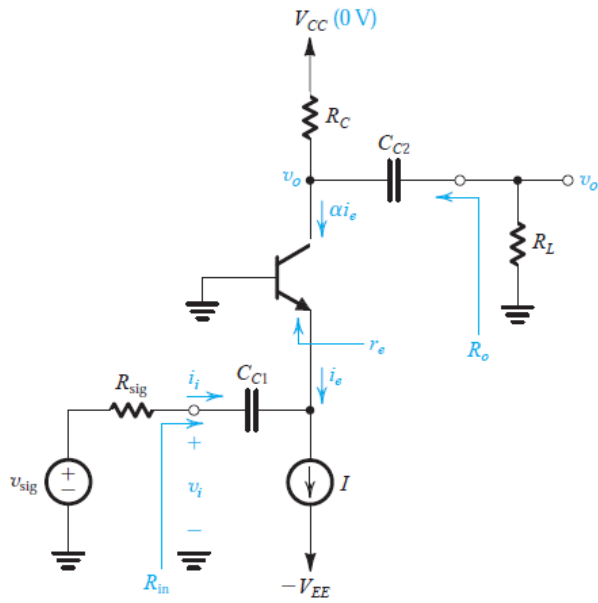 V_CC (0 V)
R_C
C_C2
v_o
v_o
αi_e
R_L
r_e
R_o
i_i
C_C1
i_e
R_sig
+
v_sig
+
−
v_i
I
−
R_in
−V_EE